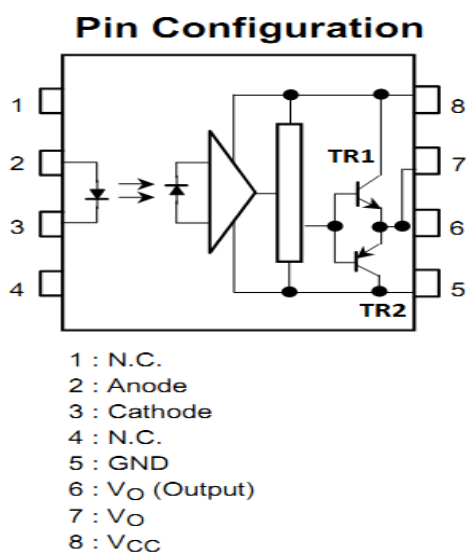 Pin Configuration
1
8
TR1
2
7
3
6
4
5
TR2
1 : N.C.
2 : Anode
3 : Cathode
4 : N.C.
5 : GND
6 : VO (Output)
7 : VO
8 : VCC